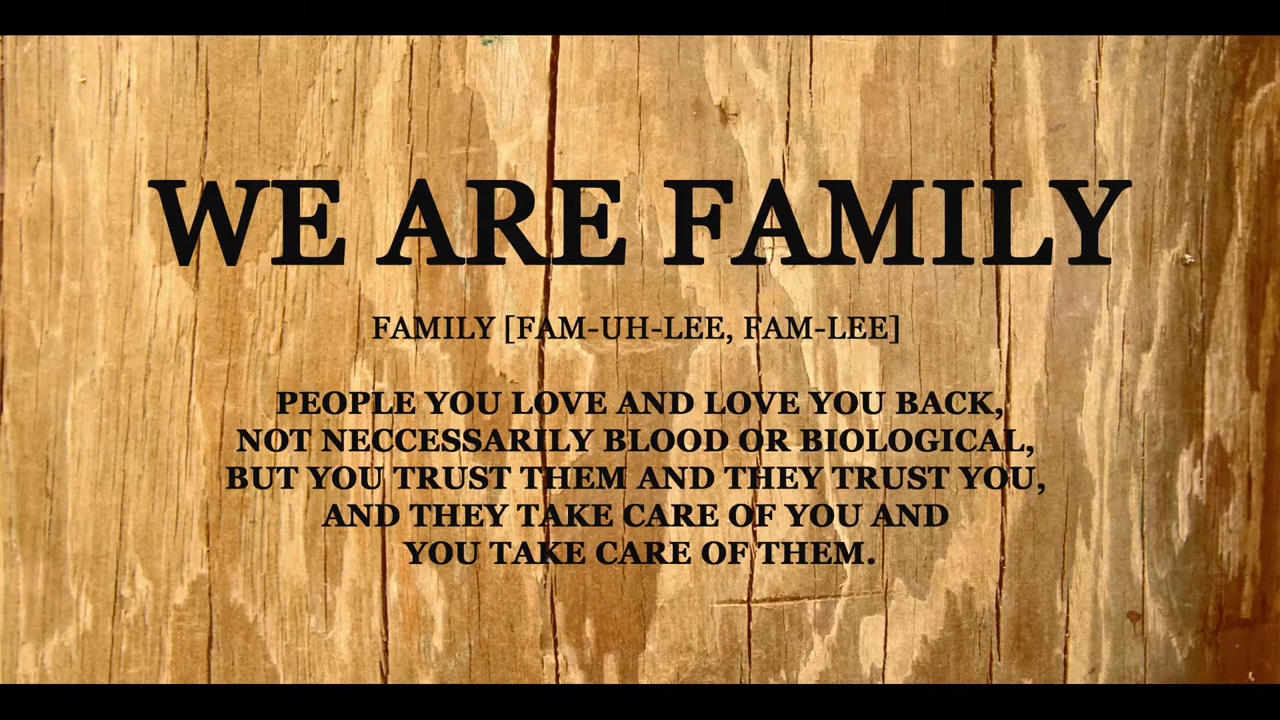 WE ARE FAMILY
FAMILY [FAM-UH-LEE, FAM-LEE]
PEOPLE YOU LOVE AND LOVE YOU BACK,
NOT NECCESSARILY BLOOD OR BIOLOGICAL,
BUT YOU TRUST THEM AND THEY TRUST YOU,
AND THEY TAKE CARE OF YOU AND
YOU TAKE CARE OF THEM.